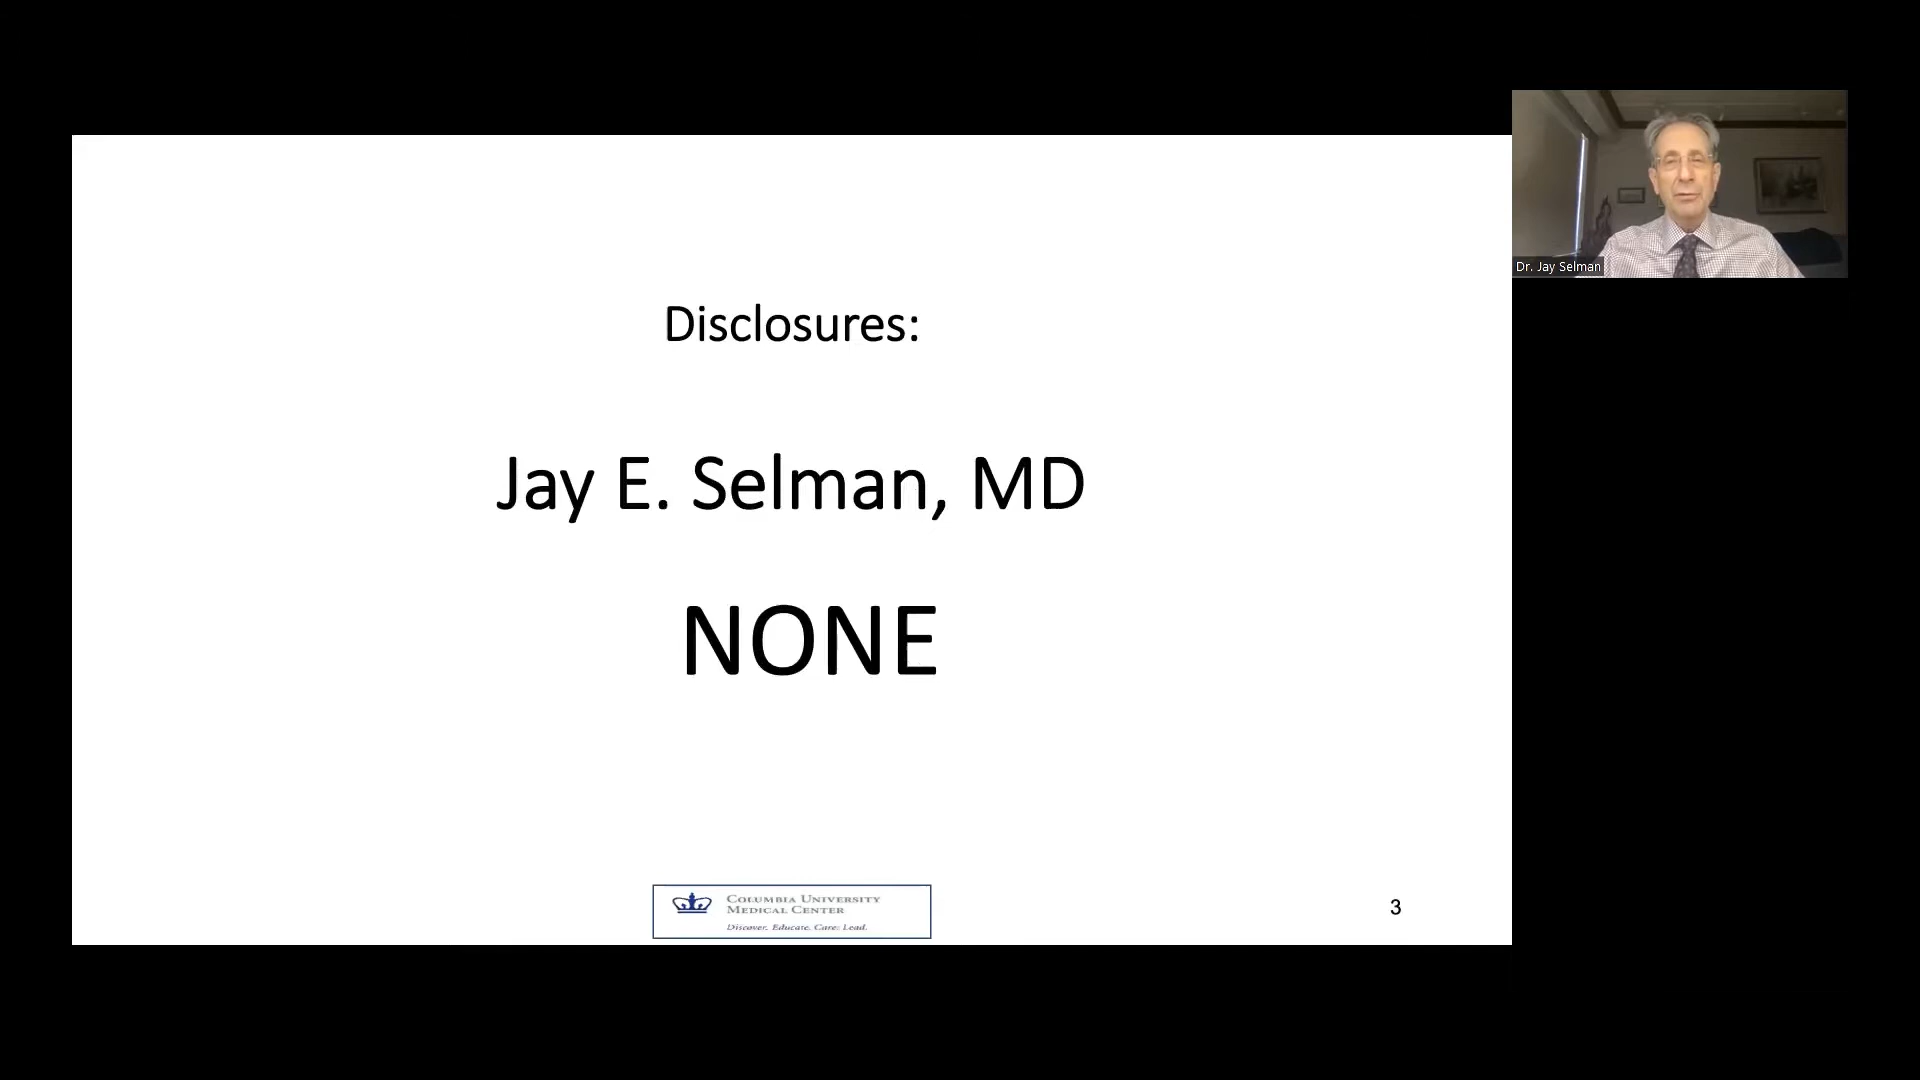 Disclosures:
Jay E. Selman, MD
NONE
COLUMBIA UNIVERSITY
MEDICAL CENTER
Discover. Educate. Care. Lead.
3
Dr. Jay Selman